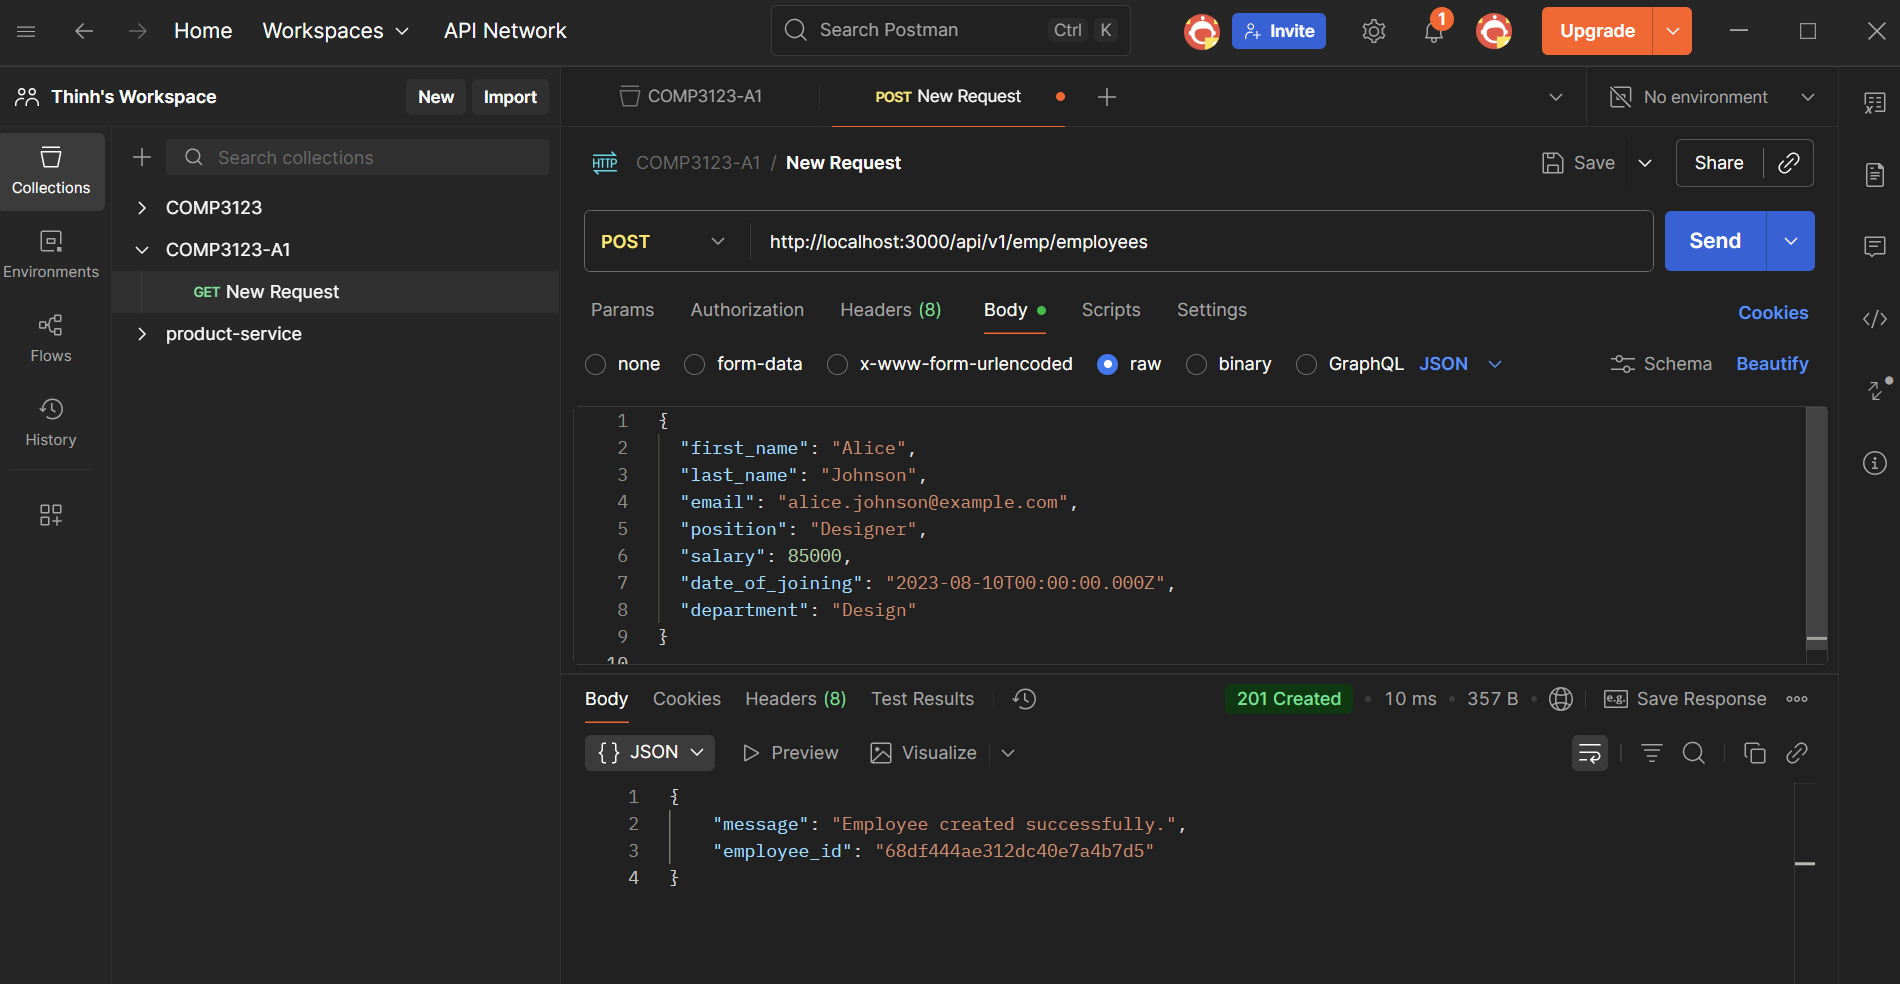 Home Workspaces API Network Search Postman Ctrl K Invite 1 Upgrade
Thinh's Workspace New Import COMP3123-A1 POST New Request No environment
Collections
Environments
Flows
History
Search collections
COMP3123
COMP3123-A1
GET New Request
product-service
HTTP COMP3123-A1 / New Request Save Share
POST http://localhost:3000/api/v1/emp/employees Send
Params Authorization Headers (8) Body Scripts Settings Cookies
none form-data x-www-form-urlencoded raw binary GraphQL JSON Schema Beautify
1 {
2 "first_name": "Alice",
3 "last_name": "Johnson",
4 "email": "alice.johnson@example.com",
5 "position": "Designer",
6 "salary": 85000,
7 "date_of_joining": "2023-08-10T00:00:00.000Z",
8 "department": "Design"
9 }
10
Body Cookies Headers (8) Test Results 201 Created • 10 ms • 357 B • e.g. Save Response
{} JSON Preview Visualize
1 {
2 "message": "Employee created successfully.",
3 "employee_id": "68df444ae312dc40e7a4b7d5"
4 }